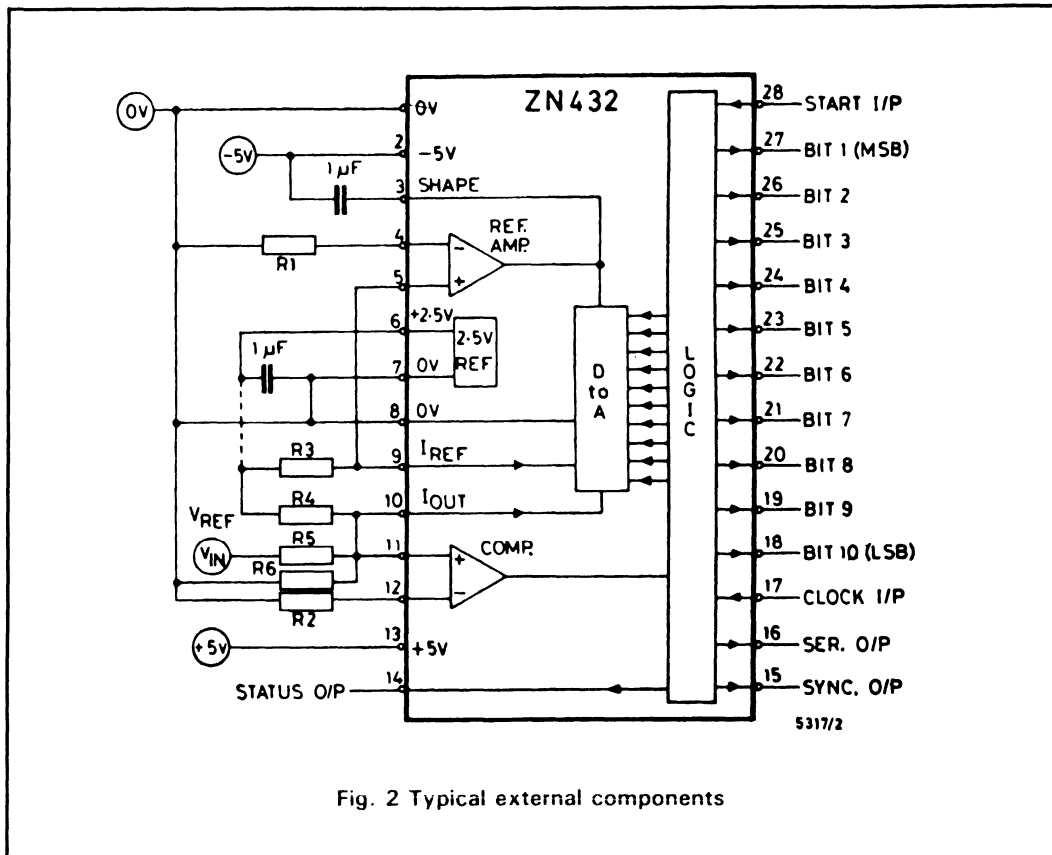 ZN432
0V
0V
-5V
2
-5V
1µF
3
SHAPE
R1
4
-
REF.
AMP.
5
+
6
+2·5V
2·5V
REF
1µF
7
0V
8
0V
R3
9
IREF
VREF
R4
10
IOUT
VIN
R5
11
+
COMP.
R6
12
-
R2
+5V
13
+5V
STATUS O/P
14
D
to
A
L
O
G
I
C
28
START I/P
27
BIT 1 (MSB)
26
BIT 2
25
BIT 3
24
BIT 4
23
BIT 5
22
BIT 6
21
BIT 7
20
BIT 8
19
BIT 9
18
BIT 10 (LSB)
17
CLOCK I/P
16
SER. O/P
15
SYNC. O/P
5317/2
Fig. 2 Typical external components